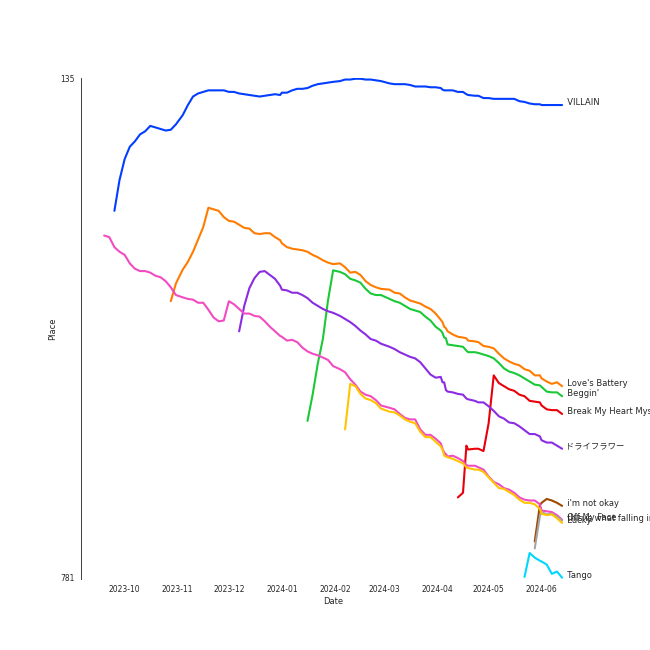 135
VILLAIN
Place
Love's Battery
Beggin'
Break My Heart Mys
ドライフラワー
i'm not okay
what falling i
Lucky
Tango
781
2023-10
2023-11
2023-12
2024-01
2024-02
2024-03
2024-04
2024-05
2024-06
Date